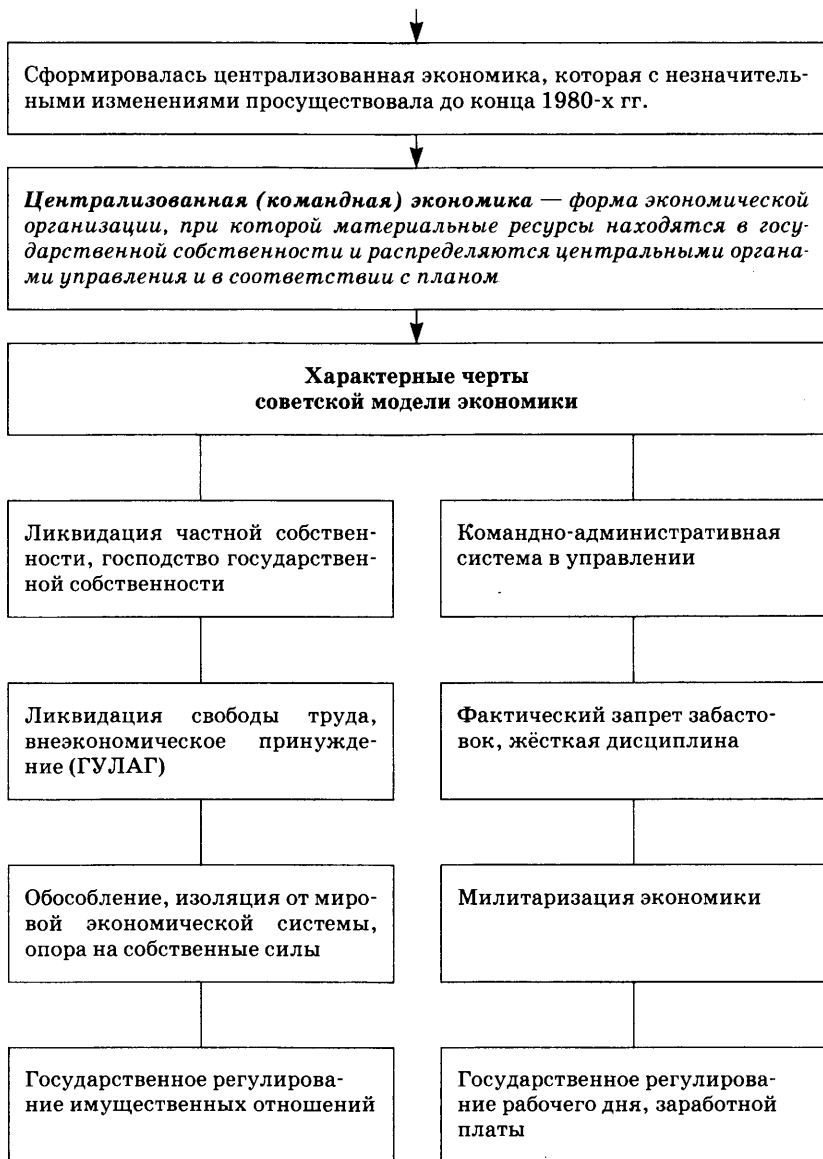 Сформировалась централизованная экономика, которая с незначитель-
ными изменениями просуществовала до конца 1980-х гг.
Централизованная (командная) экономика — форма экономической
организации, при которой материальные ресурсы находятся в госу-
дарственной собственности и распределяются центральными органа-
ми управления и в соответствии с планом
Характерные черты
советской модели экономики
Ликвидация частной собствен-
ности, господство государствен-
ной собственности
Командно-административная
система в управлении
Ликвидация свободы труда,
внеэкономическое принужде-
ние (ГУЛАГ)
Фактический запрет забасто-
вок, жёсткая дисциплина
Обособление, изоляция от миро-
вой экономической системы,
опора на собственные силы
Милитаризация экономики
Государственное регулирова-
ние имущественных отношений
Государственное регулирова-
ние рабочего дня, заработной
платы